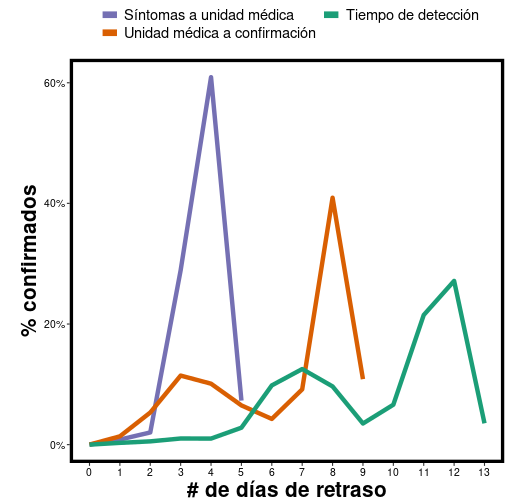 Síntomas a unidad médica
Tiempo de detección
Unidad médica a confirmación
60%
40%
20%
0%
% confirmados
0 1 2 3 4 5 6 7 8 9 10 11 12 13
# de días de retraso